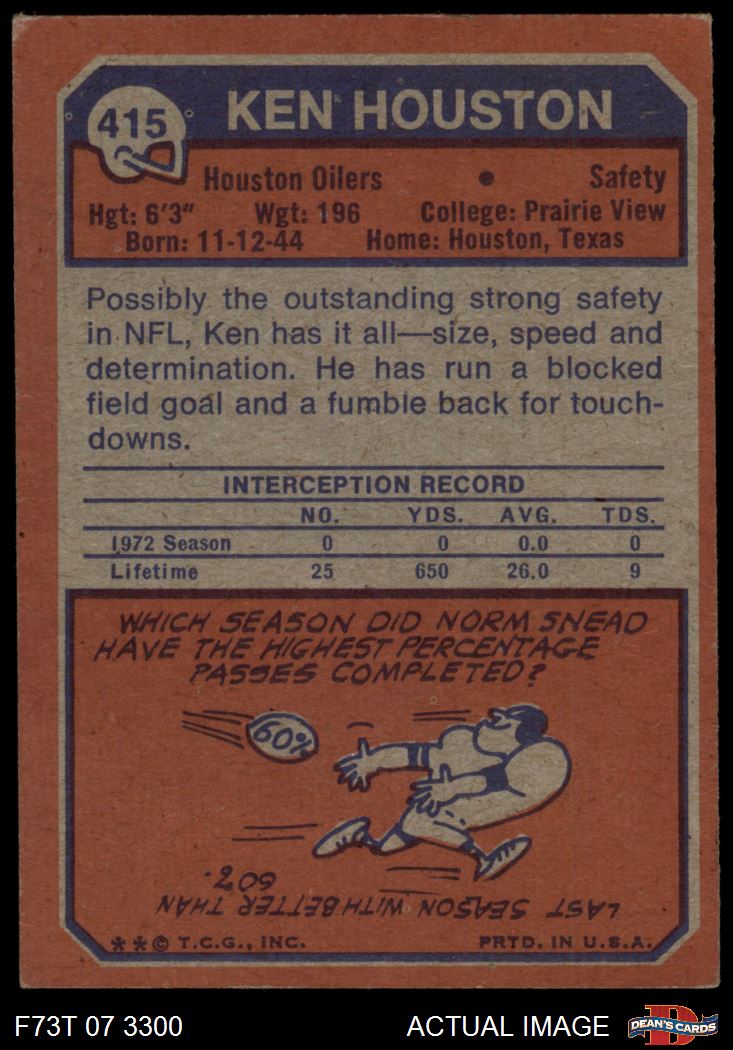 415
KEN HOUSTON
Houston Oilers • Safety
Hgt: 6'3" Wgt: 196 College: Prairie View
Born: 11-12-44 Home: Houston, Texas
Possibly the outstanding strong safety
in NFL, Ken has it all—size, speed and
determination. He has run a blocked
field goal and a fumble back for touch-
downs.
INTERCEPTION RECORD
NO. YDS. AVG. TDS.
1972 Season 0 0 0.0 0
Lifetime 25 650 26.0 9
WHICH SEASON DID NORM SNEAD
HAVE THE HIGHEST PERCENTAGE
PASSES COMPLETED?
60%
LAST SEASON WITH BETTER THAN
60%.
**© T.C.G., INC. PRTD. IN U.S.A.
F73T 07 3300 ACTUAL IMAGE
D
DEAN'S CARDS